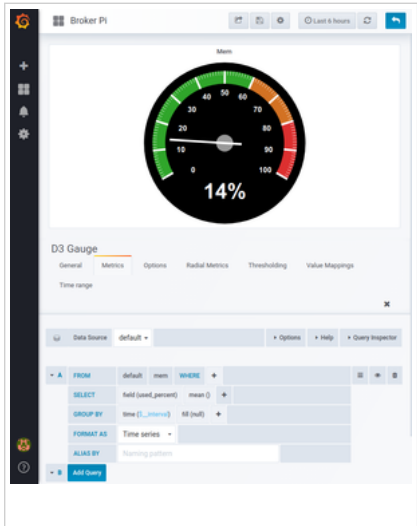 Broker Pi
Last 6 hours
Mem
0 10 20 30 40 50 60 70 80 90 100
14%
D3 Gauge
General Metrics Options Radial Metrics Thresholding Value Mappings
Time range
Data Source default Options Help Query Inspector
A FROM default mem WHERE +
SELECT field (used_percent) mean () +
GROUP BY time ($__interval) fill (null) +
FORMAT AS Time series
ALIAS BY Naming pattern
B Add Query